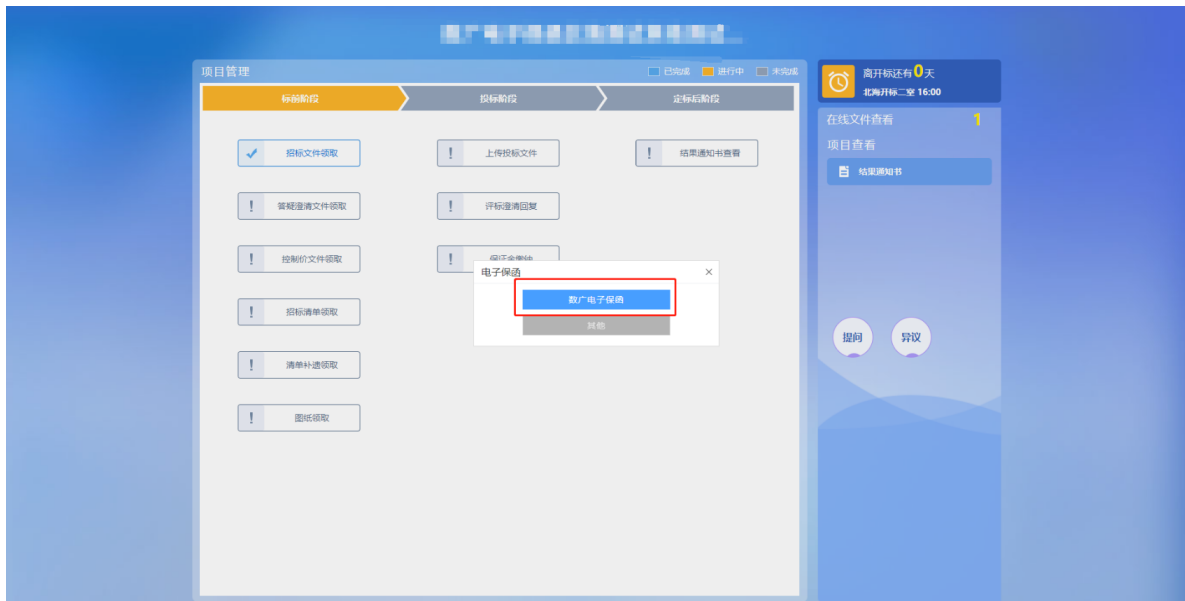 项目管理
已完成 进行中 未完成
标前阶段 投标阶段 定标后阶段
招标文件领取
答疑澄清文件领取
控制价文件领取
招标清单领取
清单补遗领取
图纸领取
上传投标文件
评标澄清回复
保证金缴纳
结果通知书查看
电子保函 ×
数广电子保函
其他
离开标还有0天
北海开标二室 16:00
在线文件查看 1
项目查看
结果通知书
提问 异议